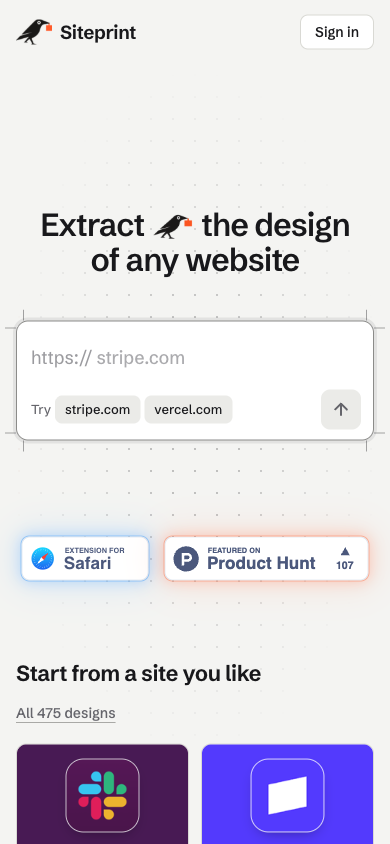 Siteprint
Sign in
Extract the design
of any website
https:// stripe.com
Try stripe.com vercel.com
EXTENSION FOR
Safari
P
FEATURED ON
Product Hunt
107
Start from a site you like
All 475 designs